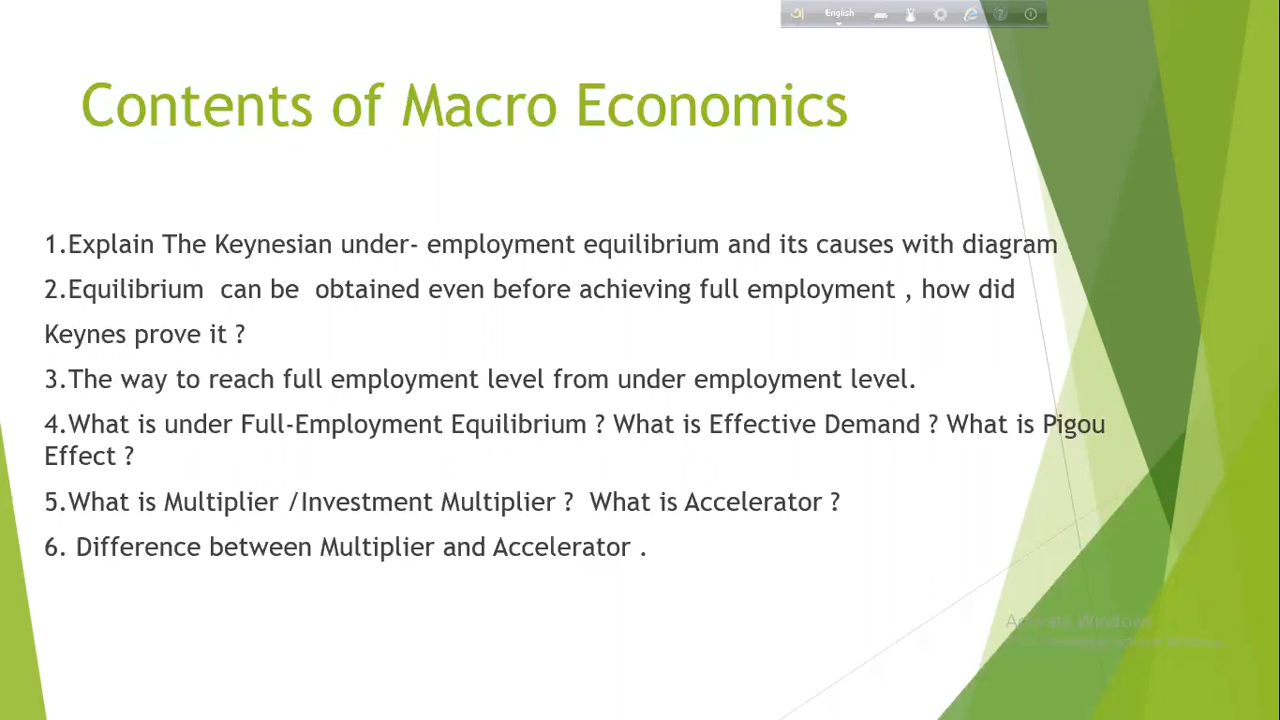 English
Contents of Macro Economics
1.Explain The Keynesian under- employment equilibrium and its causes with diagram
2.Equilibrium can be obtained even before achieving full employment , how did
Keynes prove it ?
3.The way to reach full employment level from under employment level.
4.What is under Full-Employment Equilibrium ? What is Effective Demand ? What is Pigou
Effect ?
5.What is Multiplier /Investment Multiplier ? What is Accelerator ?
6. Difference between Multiplier and Accelerator .
Activate Windows